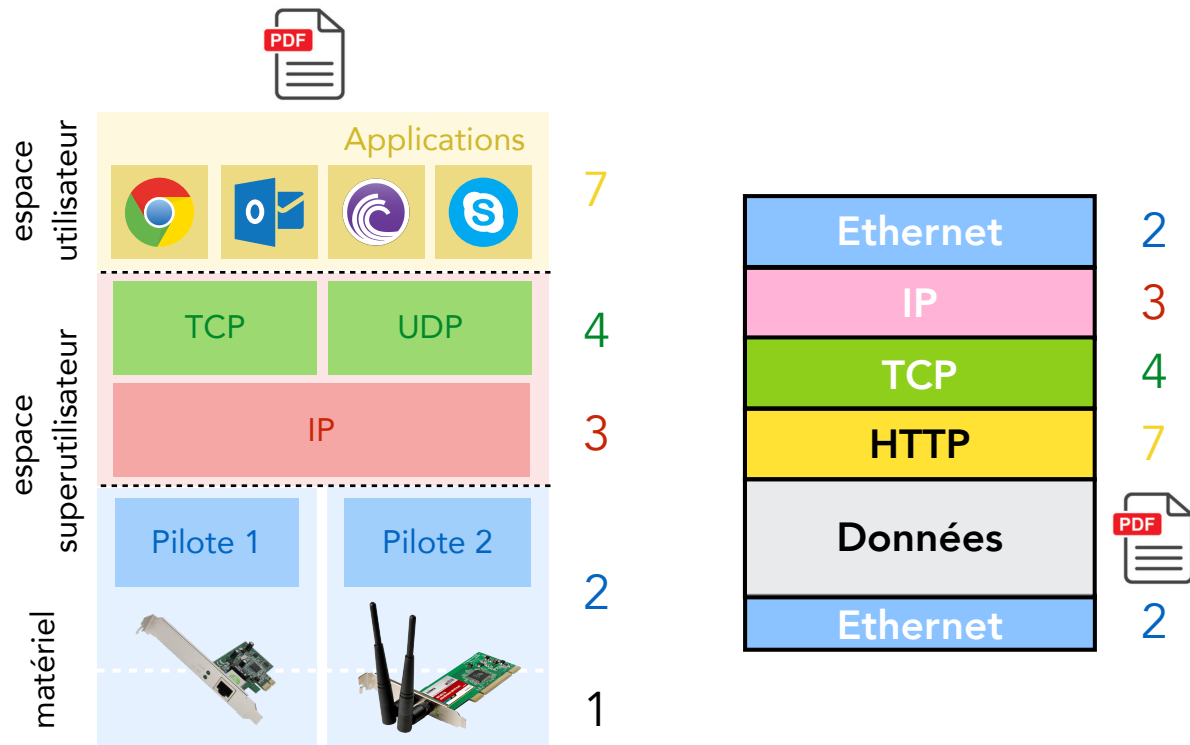 PDF
espace
utilisateur
Applications
7
TCP
UDP
4
espace
superutilisateur
IP
3
Pilote 1
Pilote 2
2
matériel
1
Ethernet
2
IP
3
TCP
4
HTTP
7
Données
PDF
Ethernet
2